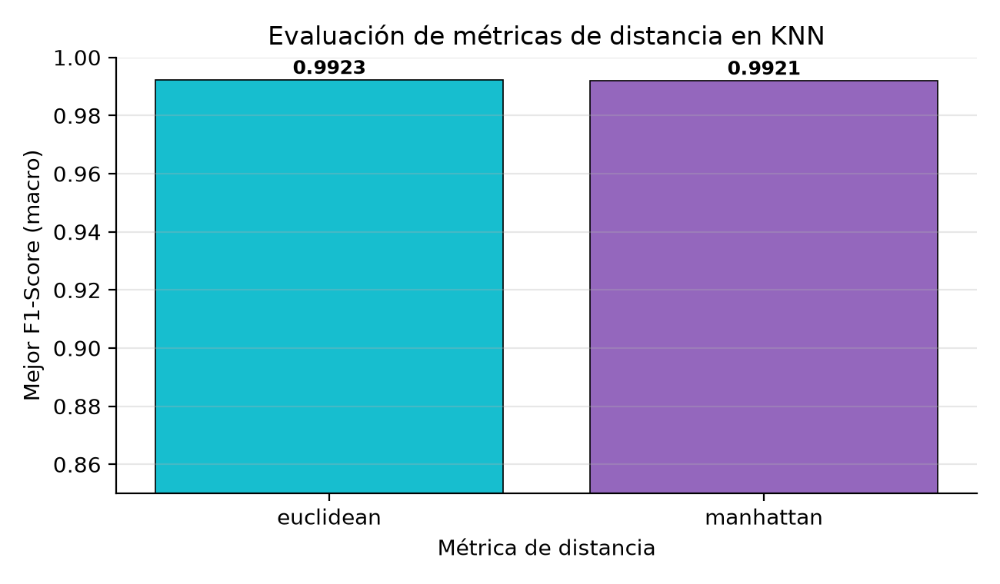 Evaluación de métricas de distancia en KNN
1.00
0.98
0.96
0.94
0.92
0.90
0.88
0.86
Mejor F1-Score (macro)
0.9923
0.9921
euclidean
manhattan
Métrica de distancia